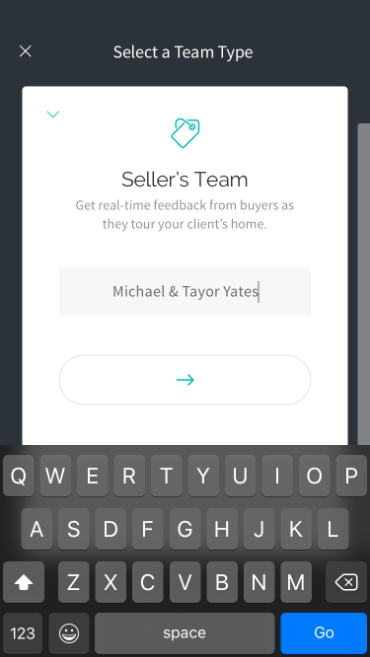 Select a Team Type
Seller's Team
Get real-time feedback from buyers as
they tour your client's home.
Michael & Tayor Yates
Q W E R T Y U I O P
A S D F G H J K L
Z X C V B N M
123 space Go